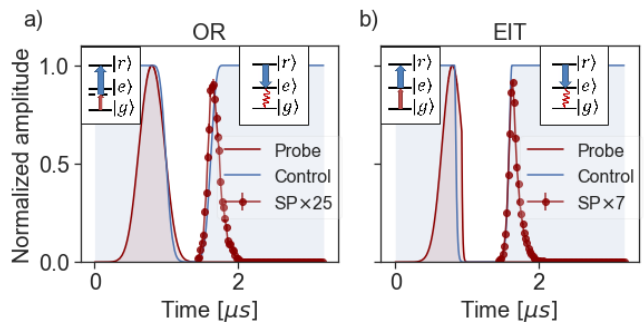 a) OR
b) EIT
Normalized amplitude
1.0
0.5
0.0
|r⟩
|e⟩
|g⟩
|r⟩
|e⟩
|g⟩
Probe
Control
SP×25
0
2
Time [μs]
|r⟩
|e⟩
|g⟩
|r⟩
|e⟩
|g⟩
Probe
Control
SP×7
0
2
Time [μs]